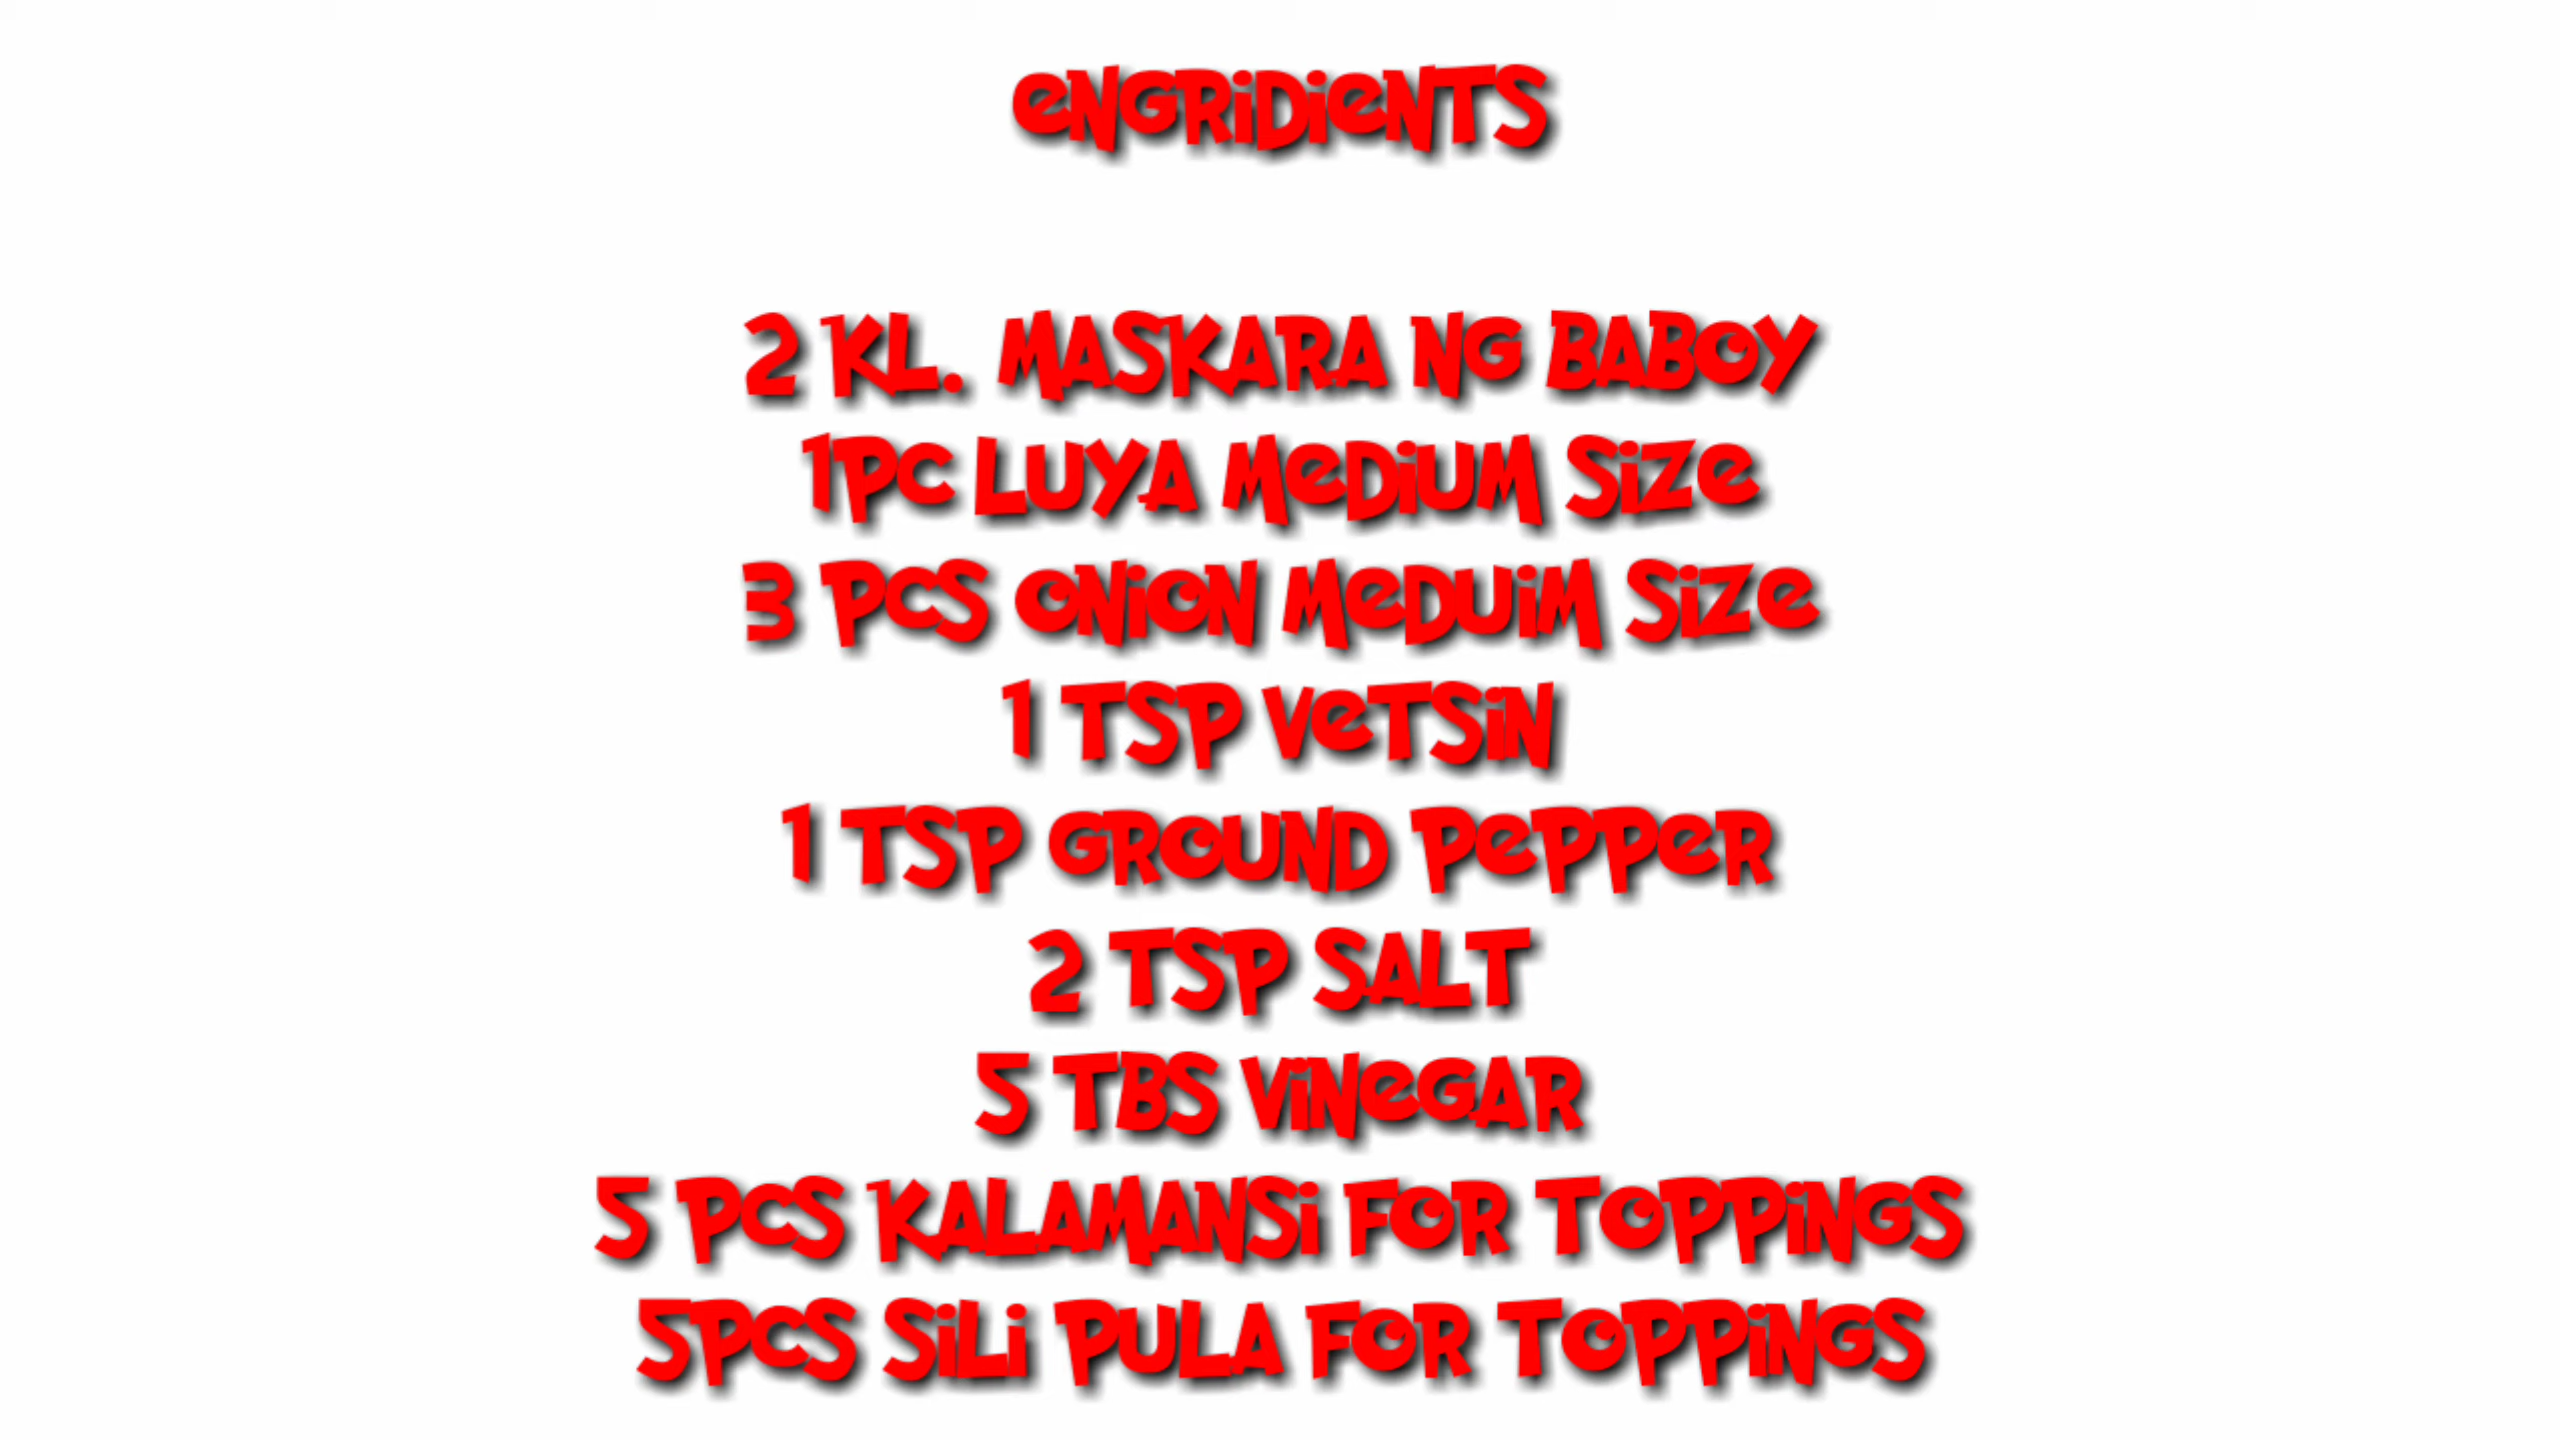 ENGRIDIENTS
2 KL. MASKARA NG BABOY
1PC LUYA MEDIUM SIZE
3 PCS ONION MEDUIM SIZE
1 TSP VETSIN
1 TSP GROUND PEPPER
2 TSP SALT
5 TBS VINEGAR
5 PCS KALAMANSI FOR TOPPINGS
5PCS SILI PULA FOR TOPPINGS